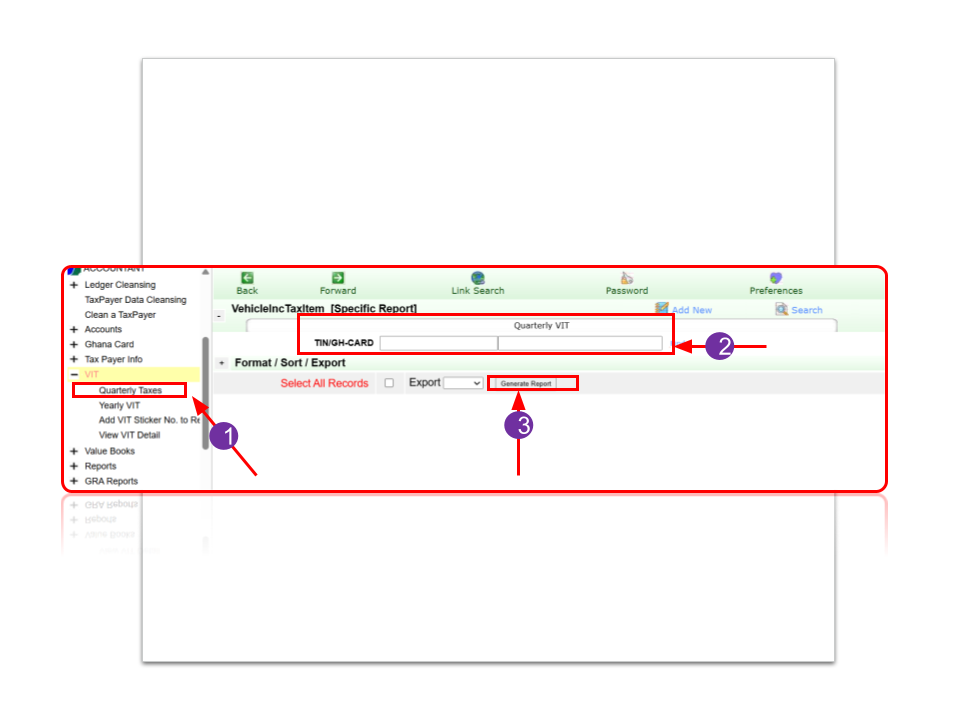 ACCOUNTANT
+ Ledger Cleansing
TaxPayer Data Cleansing
Clean a TaxPayer
+ Accounts
+ Ghana Card
+ Tax Payer Info
− VIT
Quarterly Taxes
Yearly VIT
Add VIT Sticker No. to Re
View VIT Detail
+ Value Books
+ Reports
+ GRA Reports
Back Forward Link Search Password Preferences
- VehicleIncTaxItem [Specific Report] Add New Search
Quarterly VIT
TIN/GH-CARD
+ Format / Sort / Export
Select All Records Export Generate Report
1
2
3